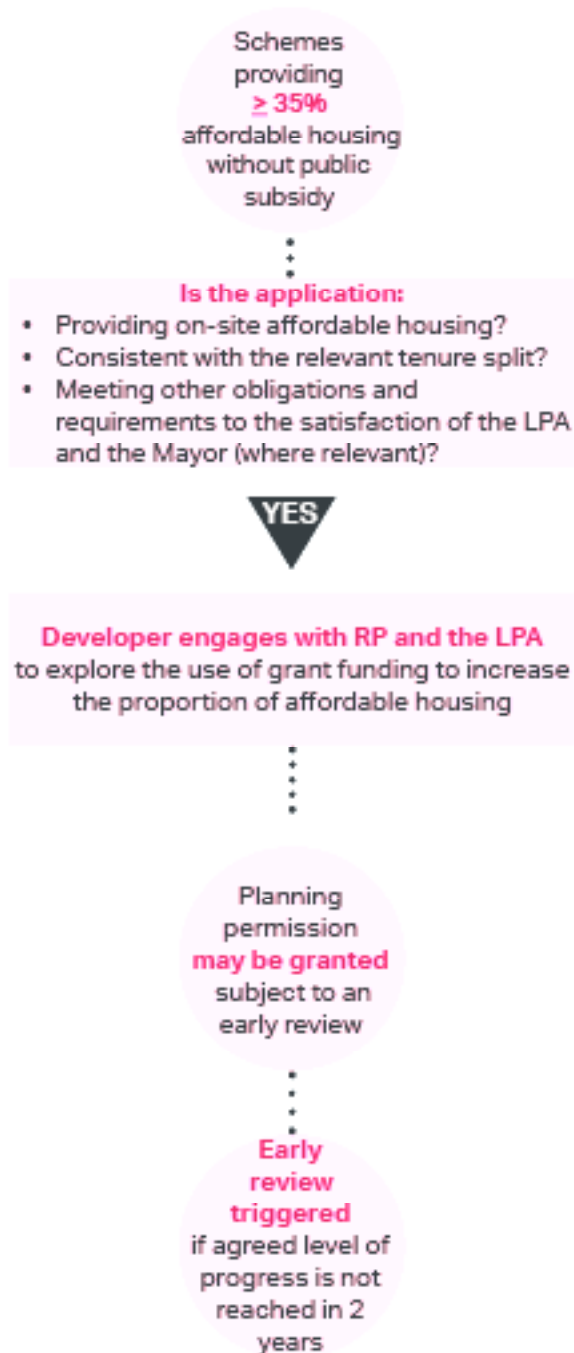 Schemes
providing
≥ 35%
affordable housing
without public
subsidy
Is the application:
• Providing on-site affordable housing?
• Consistent with the relevant tenure split?
• Meeting other obligations and
requirements to the satisfaction of the LPA
and the Mayor (where relevant)?
YES
Developer engages with RP and the LPA
to explore the use of grant funding to increase
the proportion of affordable housing
Planning
permission
may be granted
subject to an
early review
Early
review
triggered
if agreed level of
progress is not
reached in 2
years